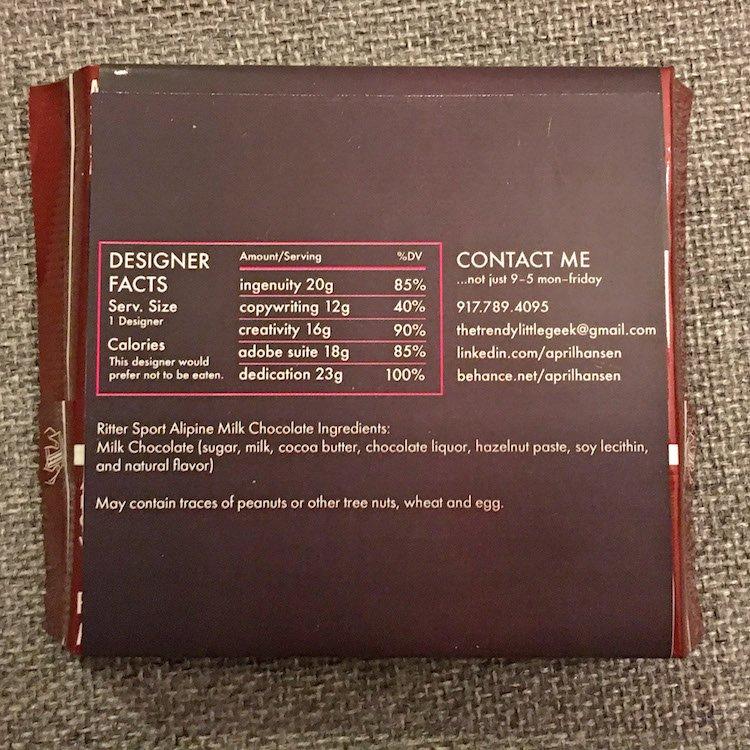 DESIGNER
FACTS
Serv. Size
1 Designer
Calories
This designer would
prefer not to be eaten.
Amount/Serving %DV
ingenuity 20g 85%
copywriting 12g 40%
creativity 16g 90%
adobe suite 18g 85%
dedication 23g 100%
CONTACT ME
...not just 9–5 mon–friday
917.789.4095
thetrendylittlegeek@gmail.com
linkedin.com/aprilhansen
behance.net/aprilhansen
Ritter Sport Alipine Milk Chocolate Ingredients:
Milk Chocolate (sugar, milk, cocoa butter, chocolate liquor, hazelnut paste, soy lecithin,
and natural flavor)
May contain traces of peanuts or other tree nuts, wheat and egg.